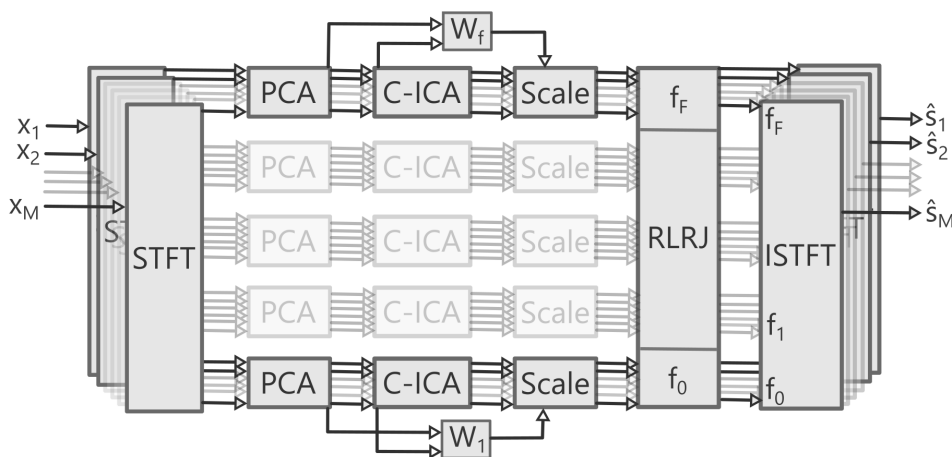 W_f
PCA C-ICA Scale f_F f_F
x_1 ŝ_1
x_2 ŝ_2
PCA C-ICA Scale
x_M ŝ_M
STFT PCA C-ICA Scale RLRJ ISTFT
PCA C-ICA Scale f_1
PCA C-ICA Scale f_0 f_0
W_1